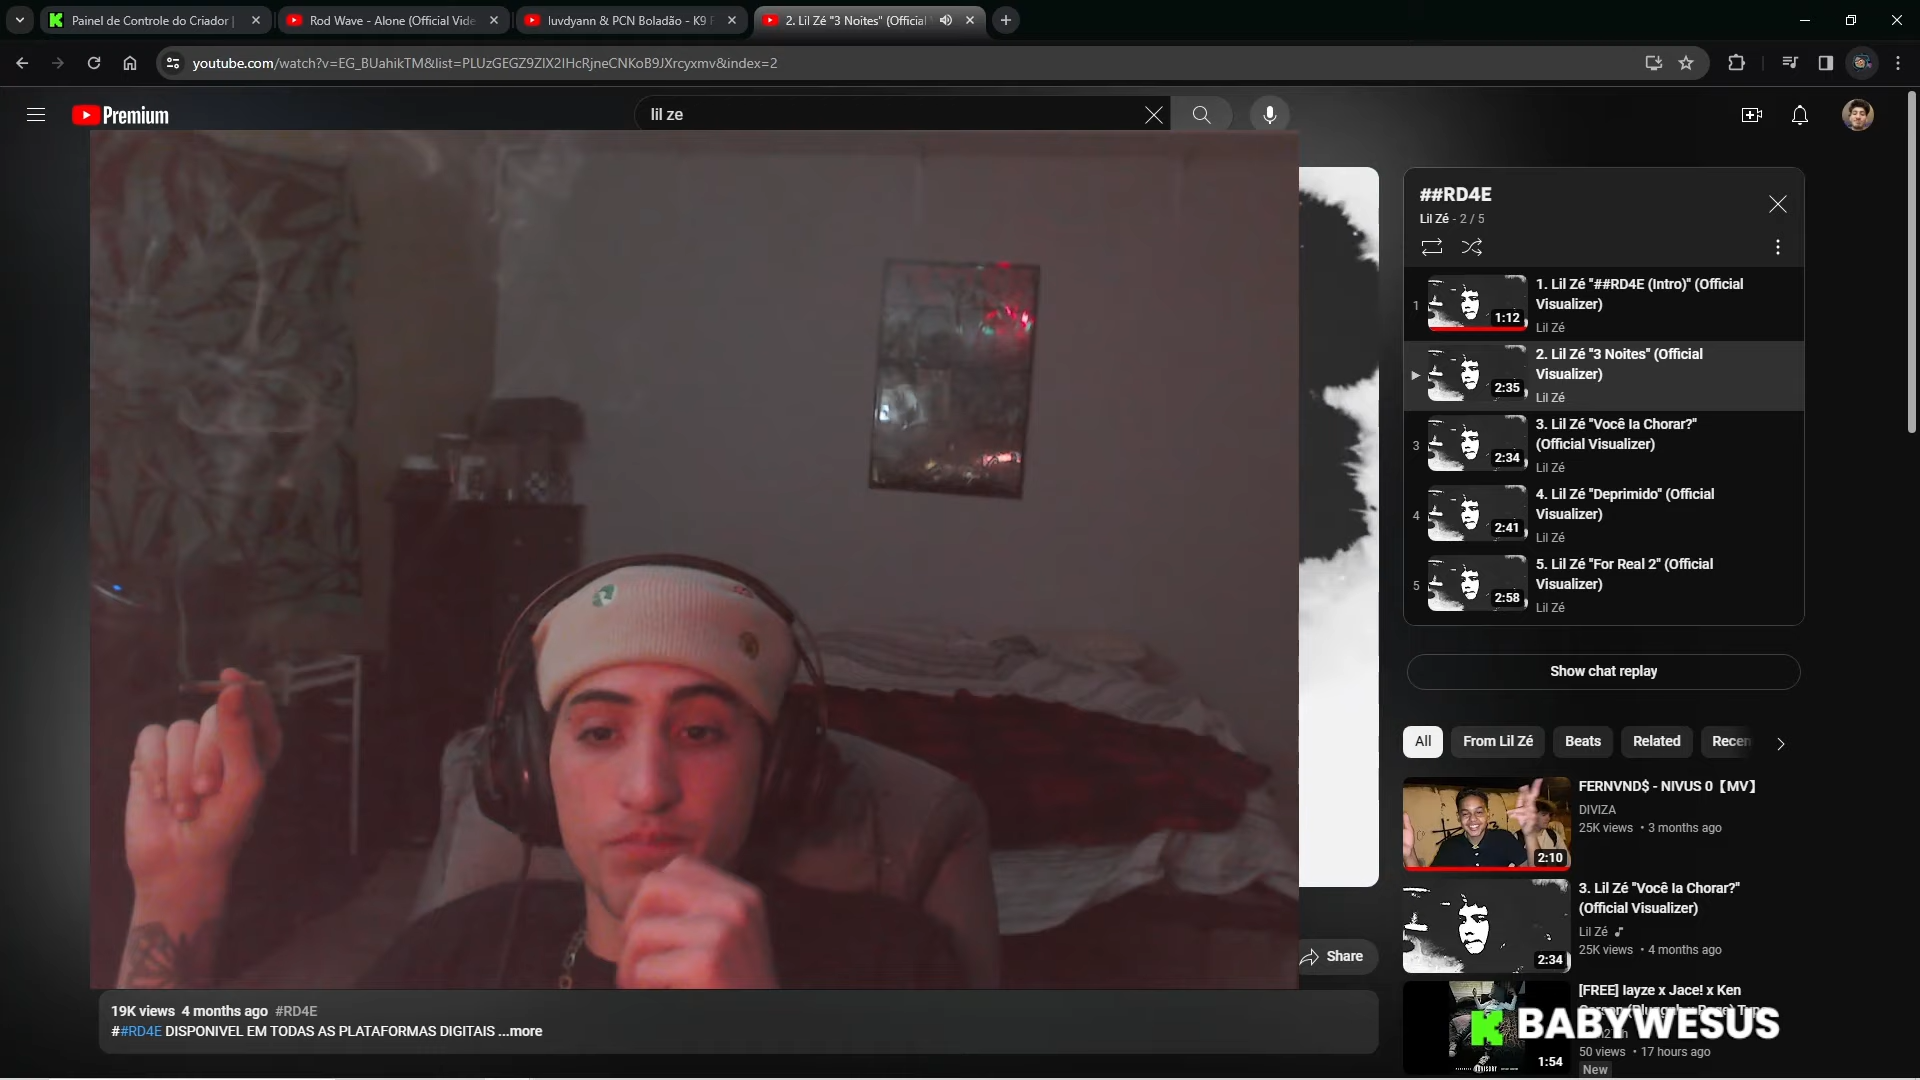 Painel de Controle do Criador |
Rod Wave - Alone (Official Vide
luvdyann & PCN Boladão - K9 F
2. Lil Zé "3 Noites" (Official
youtube.com/watch?v=EG_BUahikTM&list=PLUzGEGZ9ZIX2IHcRjneCNKoB9JXrcyxmv&index=2
Premium
lil ze
##RD4E
Lil Zé - 2 / 5
1
1. Lil Zé "##RD4E (Intro)" (Official
Visualizer)
1:12
Lil Zé
2. Lil Zé "3 Noites" (Official
Visualizer)
2:35
Lil Zé
3
3. Lil Zé "Você Ia Chorar?"
(Official Visualizer)
2:34
Lil Zé
4
4. Lil Zé "Deprimido" (Official
Visualizer)
2:41
Lil Zé
5
5. Lil Zé "For Real 2" (Official
Visualizer)
2:58
Lil Zé
Show chat replay
All From Lil Zé Beats Related Recen
FERNVND$ - NIVUS 0【MV】
DIVIZA
25K views • 3 months ago
2:10
3. Lil Zé "Você Ia Chorar?"
(Official Visualizer)
Lil Zé
25K views • 4 months ago
2:34
Share
[FREE] Iayze x Jace! x Ken
BABYWESUS
50 views • 17 hours ago
1:54
New
19K views 4 months ago #RD4E
##RD4E DISPONIVEL EM TODAS AS PLATAFORMAS DIGITAIS ...more